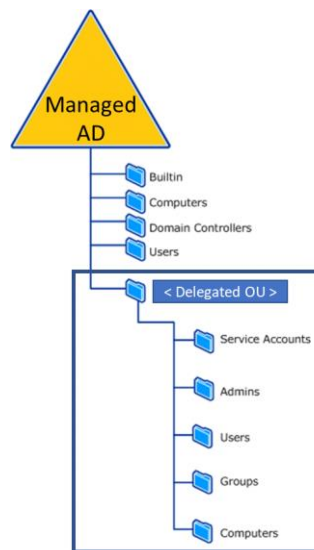 Managed
AD
Builtin
Computers
Domain Controllers
Users
< Delegated OU >
Service Accounts
Admins
Users
Groups
Computers